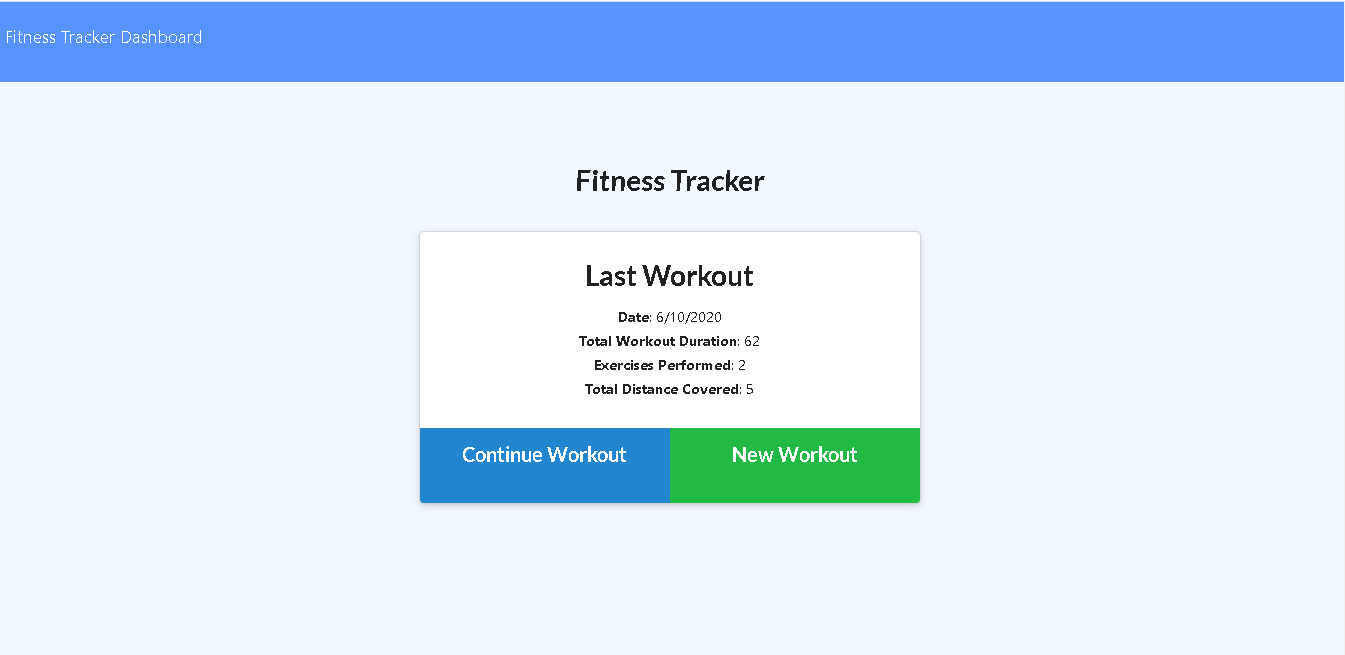 Fitness Tracker Dashboard
Fitness Tracker
Last Workout
Date: 6/10/2020
Total Workout Duration: 62
Exercises Performed: 2
Total Distance Covered: 5
Continue Workout
New Workout